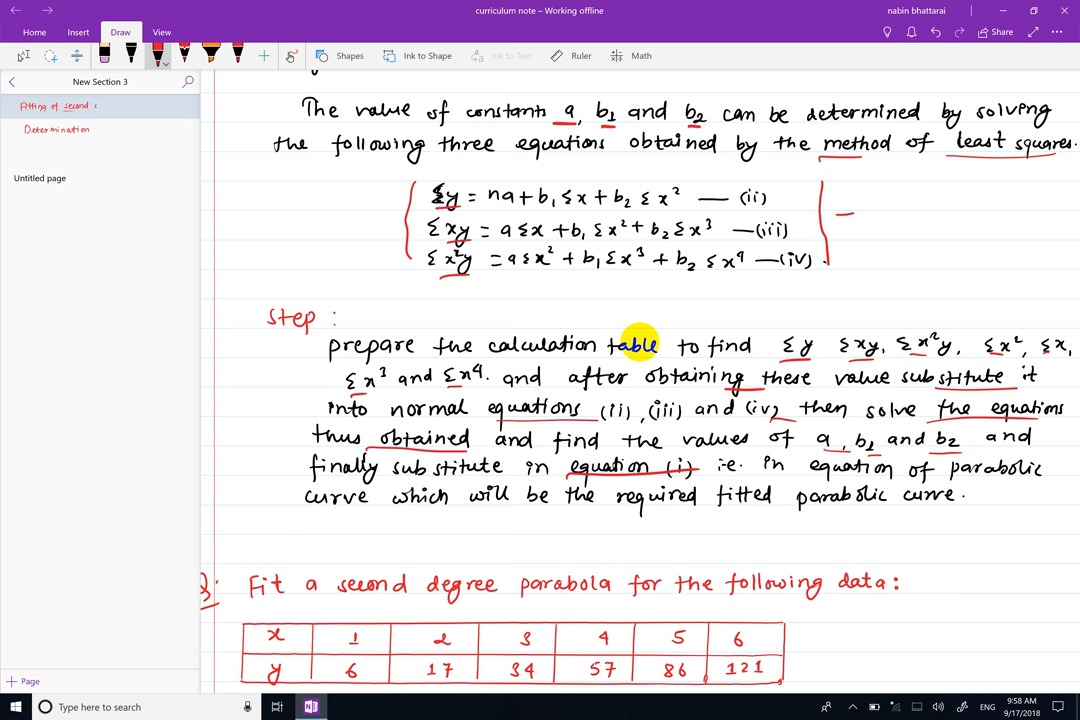 curriculum note – Working offline
nabin bhattarai
Home Insert Draw View
Share
Shapes
Ink to Shape
Ink to Text
Ruler
Math
New Section 3
Fitting of second
Determination
Untitled page
Page
The value of constants a, b1 and b2 can be determined by solving
the following three equations obtained by the method of least squares.
Σy = na + b1 Σx + b2 Σx² — (ii)
Σxy = aΣx + b1 Σx² + b2 Σx³ — (iii)
Σx²y = aΣx² + b1 Σx³ + b2 Σx⁴ — (iv).
Step :
prepare the calculation table to find Σy Σxy, Σx²y, Σx², Σx,
Σx³ and Σx⁴. and after obtaining these value substitute it
into normal equations (ii), (iii) and (iv) then solve the equations
thus obtained and find the values of a, b1 and b2 and
finally substitute in equation (i) i.e. in equation of parabolic
curve which will be the required fitted parabolic curve.
Q: Fit a second degree parabola for the following data:
x 1 2 3 4 5 6
y 6 17 34 57 86 121
Type here to search
ENG
9:58 AM
9/17/2018